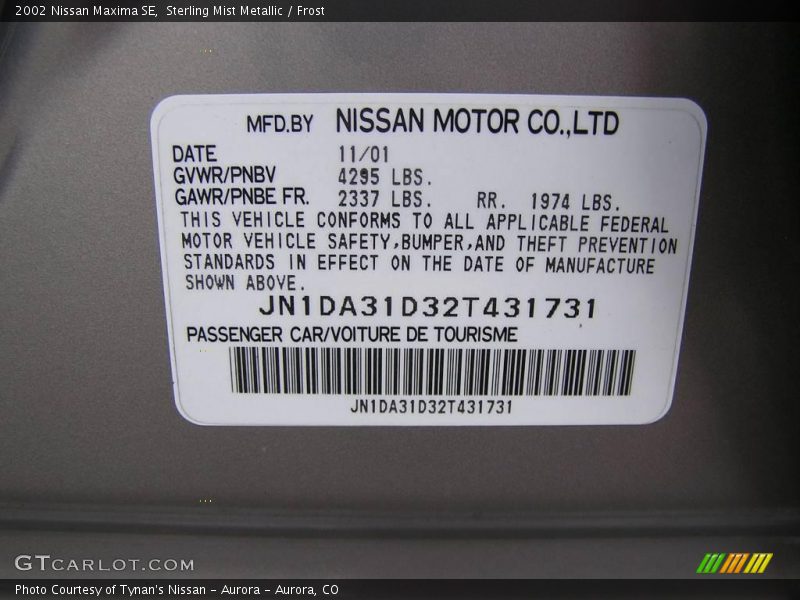 2002 Nissan Maxima SE, Sterling Mist Metallic / Frost
MFD.BY NISSAN MOTOR CO.,LTD
DATE 11/01
GVWR/PNBV 4295 LBS.
GAWR/PNBE FR. 2337 LBS. RR. 1974 LBS.
THIS VEHICLE CONFORMS TO ALL APPLICABLE FEDERAL
MOTOR VEHICLE SAFETY,BUMPER,AND THEFT PREVENTION
STANDARDS IN EFFECT ON THE DATE OF MANUFACTURE
SHOWN ABOVE.
JN1DA31D32T431731
PASSENGER CAR/VOITURE DE TOURISME
JN1DA31D32T431731
GTCARLOT.COM
Photo Courtesy of Tynan's Nissan - Aurora - Aurora, CO